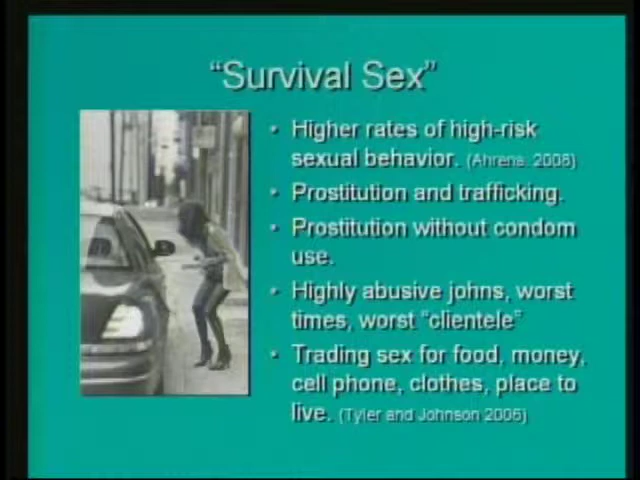 “Survival Sex”
• Higher rates of high-risk
sexual behavior. (Ahrens, 2008)
• Prostitution and trafficking.
• Prostitution without condom
use.
• Highly abusive johns, worst
times, worst “clientele”
• Trading sex for food, money,
cell phone, clothes, place to
live. (Tyler and Johnson 2006)